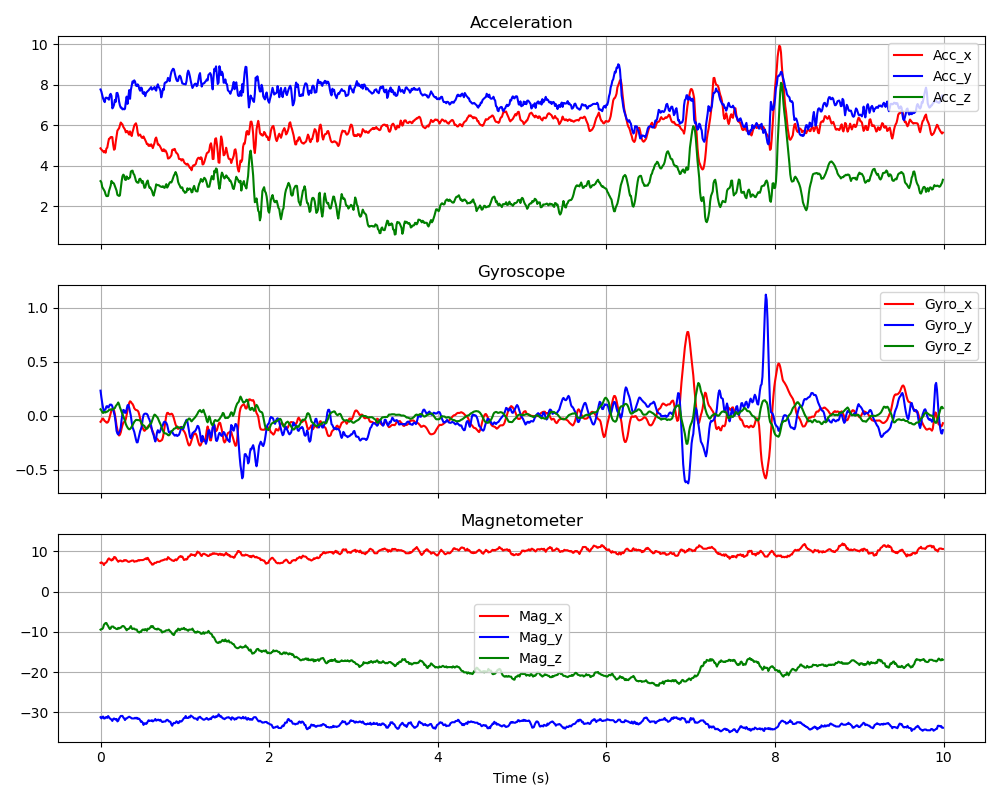 Acceleration
10
8
6
4
2
Acc_x
Acc_y
Acc_z
Gyroscope
1.0
0.5
0.0
−0.5
Gyro_x
Gyro_y
Gyro_z
Magnetometer
10
0
−10
−20
−30
Mag_x
Mag_y
Mag_z
0 2 4 6 8 10
Time (s)